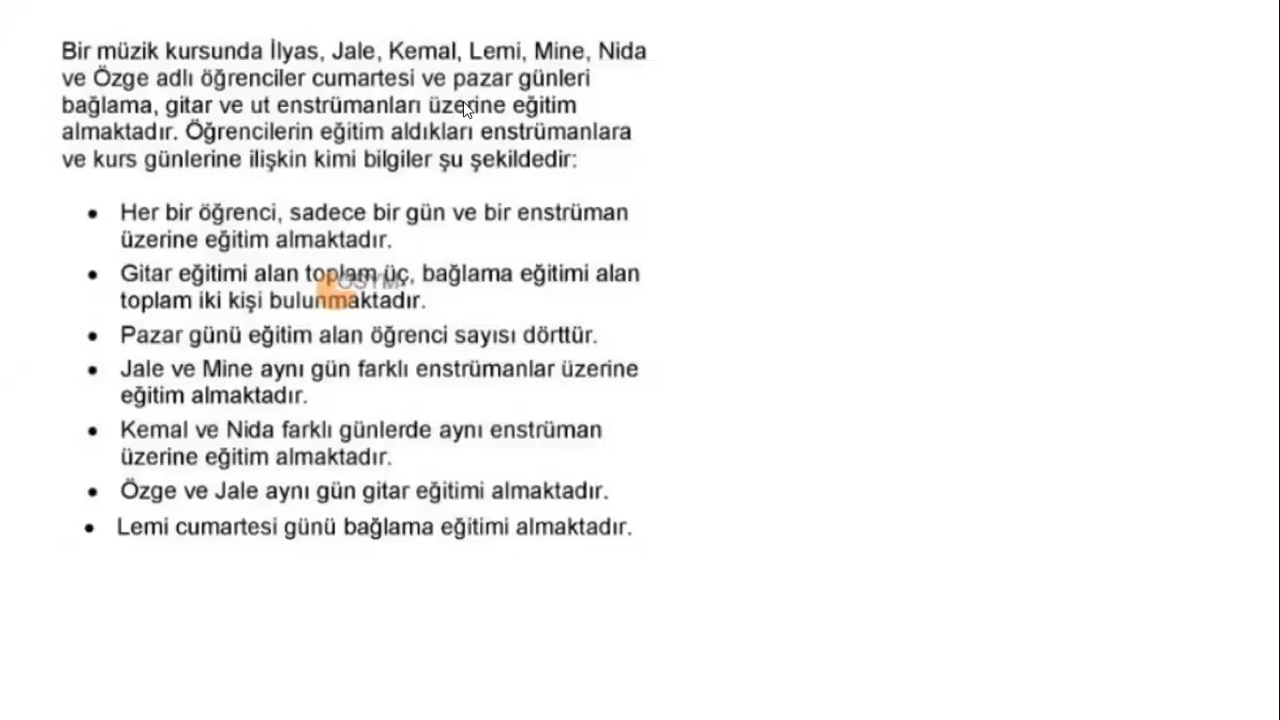 Bir müzik kursunda İlyas, Jale, Kemal, Lemi, Mine, Nida
ve Özge adlı öğrenciler cumartesi ve pazar günleri
bağlama, gitar ve ut enstrümanları üzerine eğitim
almaktadır. Öğrencilerin eğitim aldıkları enstrümanlara
ve kurs günlerine ilişkin kimi bilgiler şu şekildedir:
• Her bir öğrenci, sadece bir gün ve bir enstrüman
üzerine eğitim almaktadır.
• Gitar eğitimi alan toplam üç, bağlama eğitimi alan
toplam iki kişi bulunmaktadır.
• Pazar günü eğitim alan öğrenci sayısı dörttür.
• Jale ve Mine aynı gün farklı enstrümanlar üzerine
eğitim almaktadır.
• Kemal ve Nida farklı günlerde aynı enstrüman
üzerine eğitim almaktadır.
• Özge ve Jale aynı gün gitar eğitimi almaktadır.
• Lemi cumartesi günü bağlama eğitimi almaktadır.